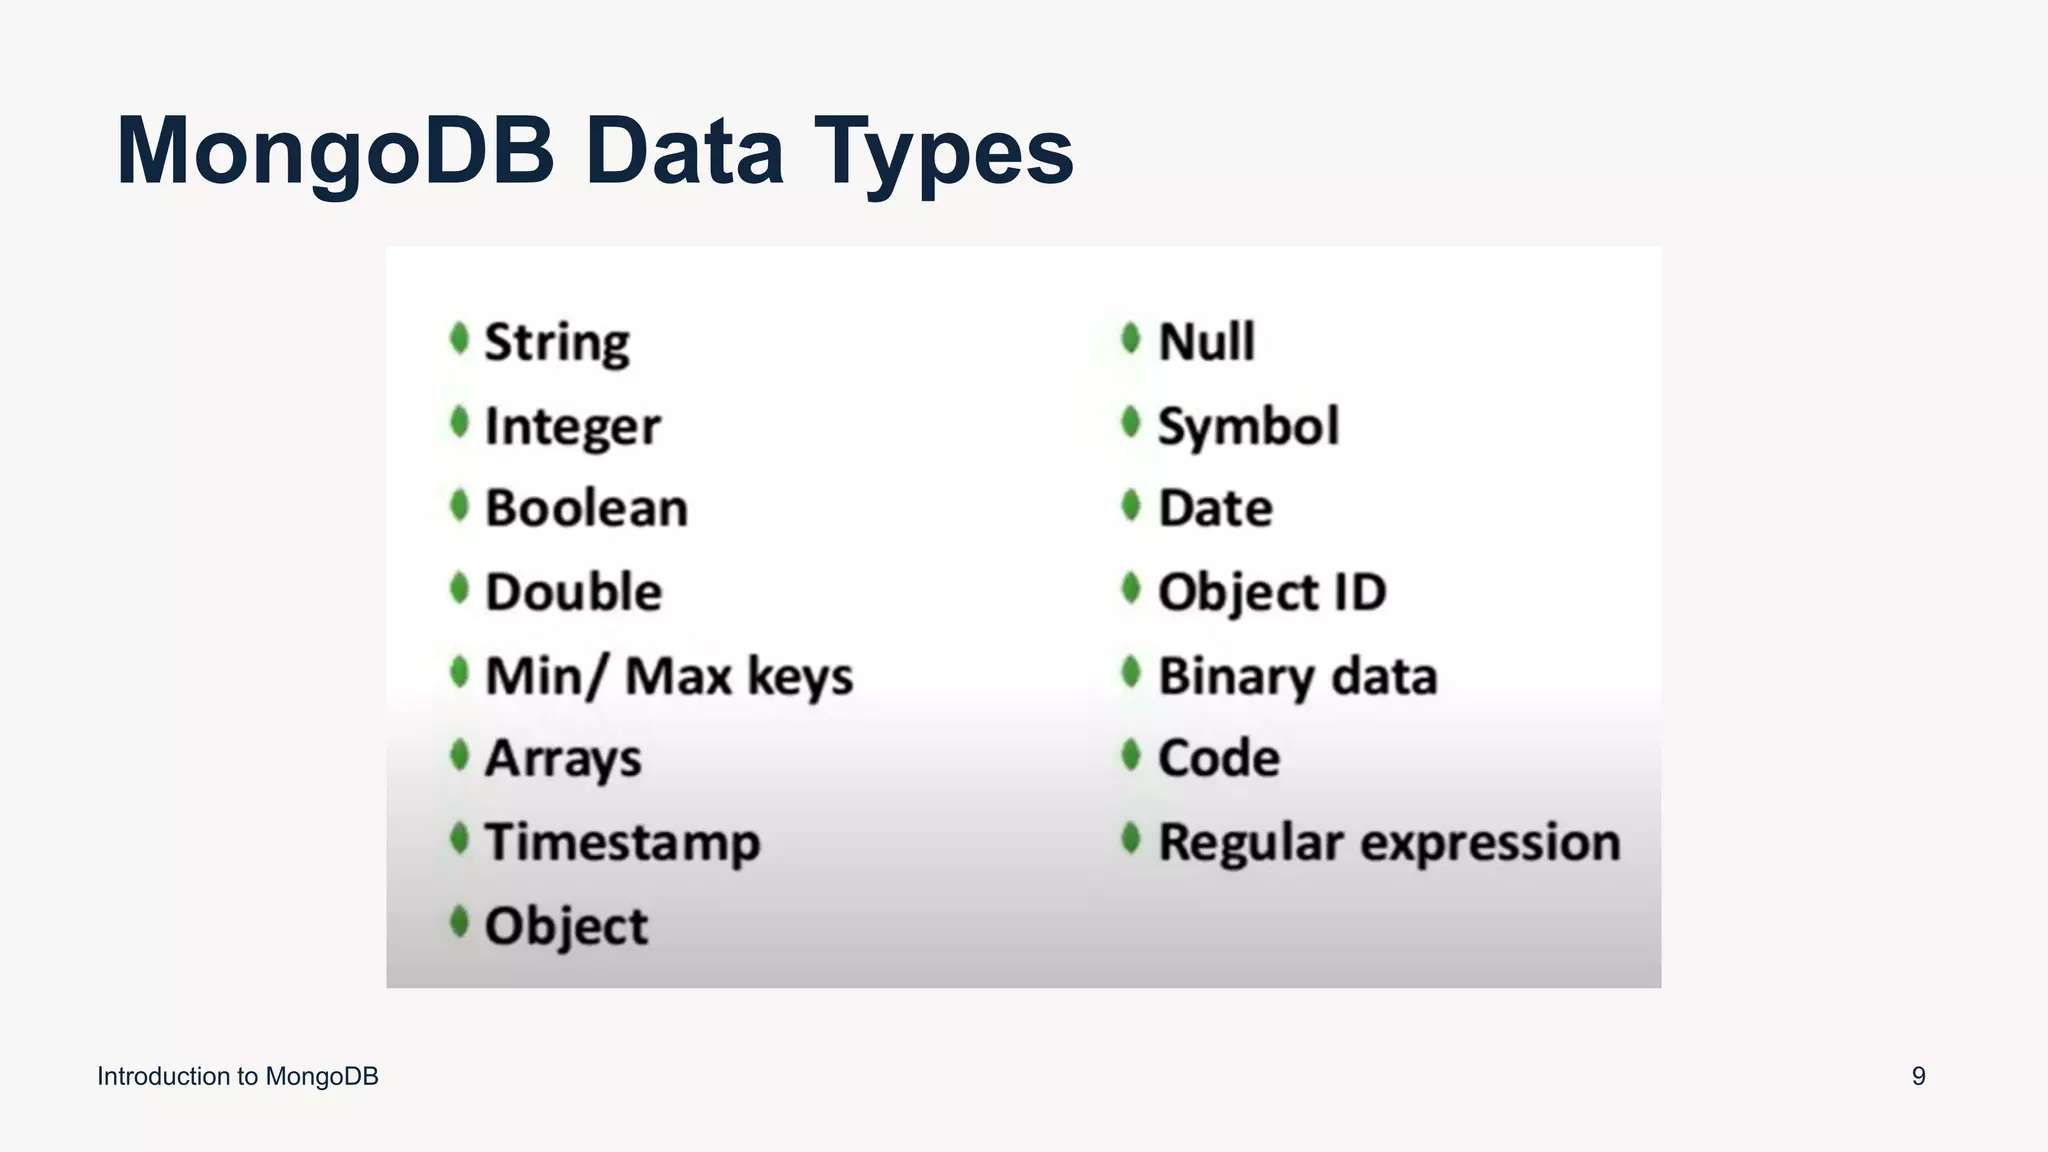 MongoDB Data Types
String
Integer
Boolean
Double
Min/ Max keys
Arrays
Timestamp
Object
Null
Symbol
Date
Object ID
Binary data
Code
Regular expression
Introduction to MongoDB
9